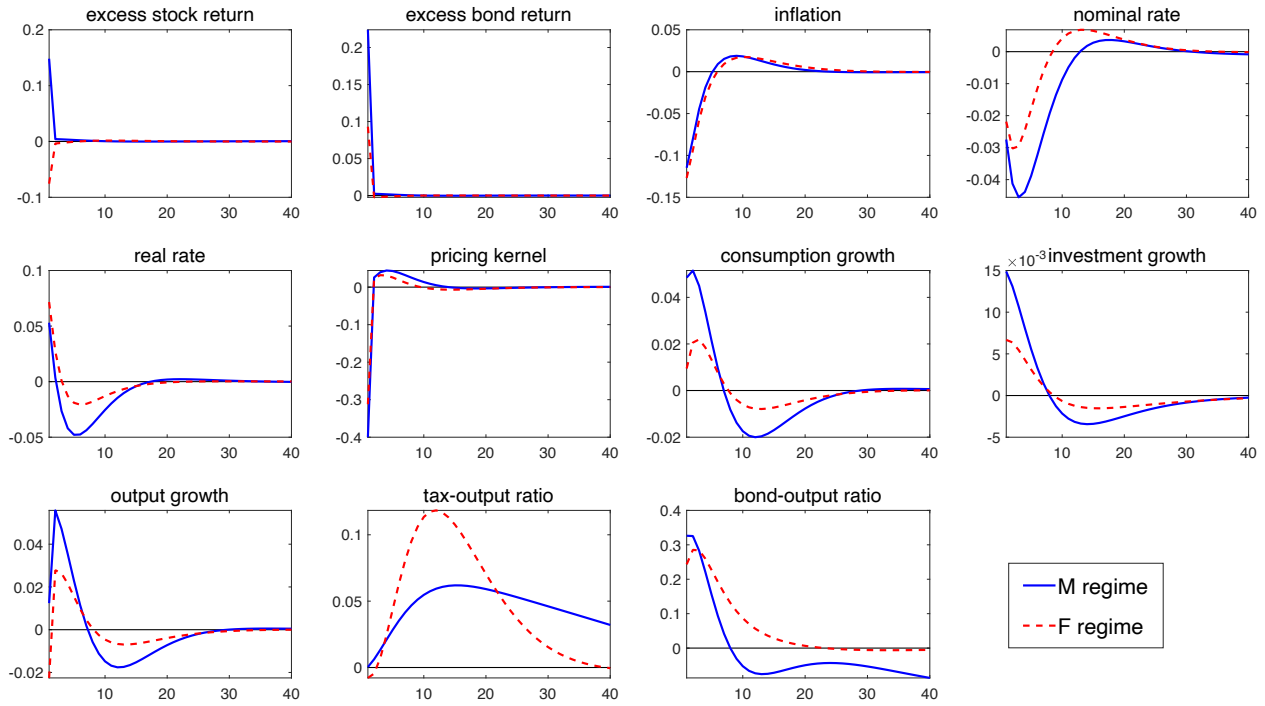 excess stock return
0.2
0.1
0
-0.1
10 20 30 40
excess bond return
0.2
0.15
0.1
0.05
0
10 20 30 40
inflation
0.05
0
-0.05
-0.1
-0.15
10 20 30 40
nominal rate
0
-0.01
-0.02
-0.03
-0.04
10 20 30 40
real rate
0.1
0.05
0
-0.05
10 20 30 40
pricing kernel
0
-0.1
-0.2
-0.3
-0.4
10 20 30 40
consumption growth
0.04
0.02
0
-0.02
10 20 30 40
×10⁻³ investment growth
15
10
5
0
-5
10 20 30 40
output growth
0.04
0.02
0
-0.02
10 20 30 40
tax-output ratio
0.1
0.05
0
10 20 30 40
bond-output ratio
0.4
0.3
0.2
0.1
0
10 20 30 40
M regime
F regime